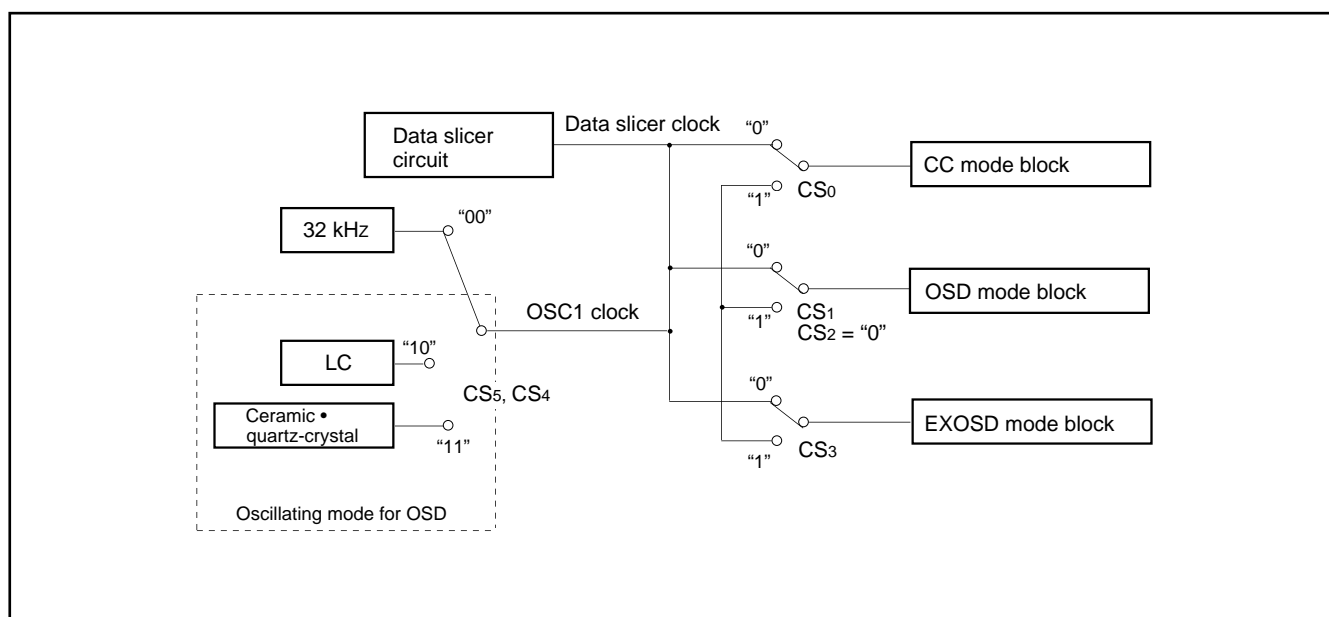 Data slicer
circuit
Data slicer clock
“0”
CC mode block
“1”
CS0
32 kHz
“00”
“0”
OSD mode block
OSC1 clock
“1”
CS1
CS2 = “0”
LC
“10”
CS5, CS4
“0”
Ceramic •
quartz-crystal
“11”
EXOSD mode block
“1”
CS3
Oscillating mode for OSD